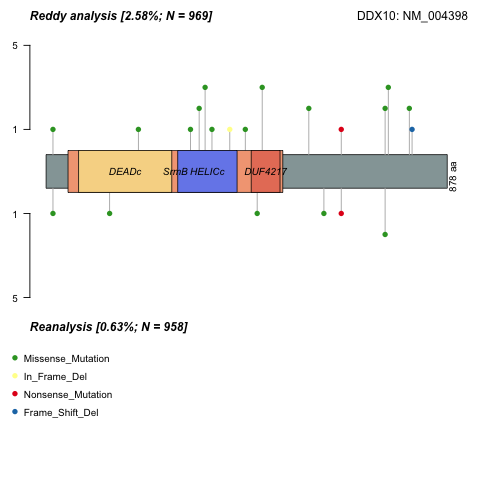 Reddy analysis [2.58%; N = 969]
DDX10: NM_004398
5
1
DEADc
SrmB
HELICc
DUF4217
878 aa
1
5
Reanalysis [0.63%; N = 958]
Missense_Mutation
In_Frame_Del
Nonsense_Mutation
Frame_Shift_Del